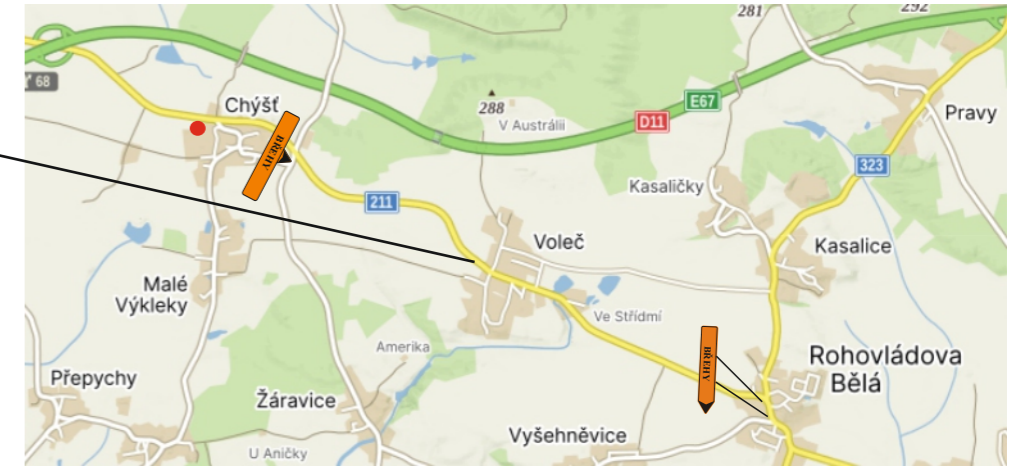 281
292
68
Chýšť
288
V Austrálii
D11
E67
Pravy
BŘEHY
323
Kasaličky
211
Voleč
Kasalice
Malé
Výkleky
Ve Střídmí
Amerika
BŘEHY
Rohovládova
Bělá
Přepychy
Žáravice
Vyšehněvice
U Aničky